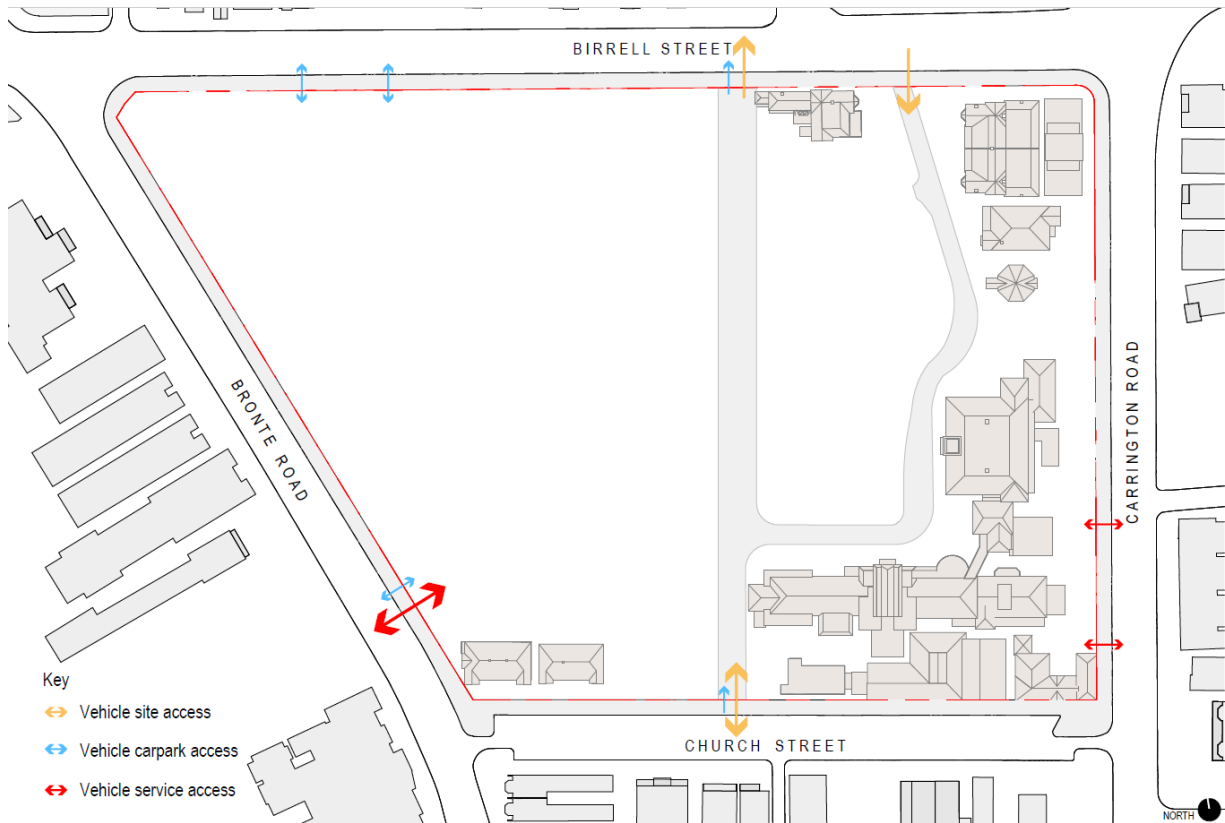 BIRRELL STREET
BRONTE ROAD
CARRINGTON ROAD
Key
Vehicle site access
Vehicle carpark access
Vehicle service access
CHURCH STREET
NORTH